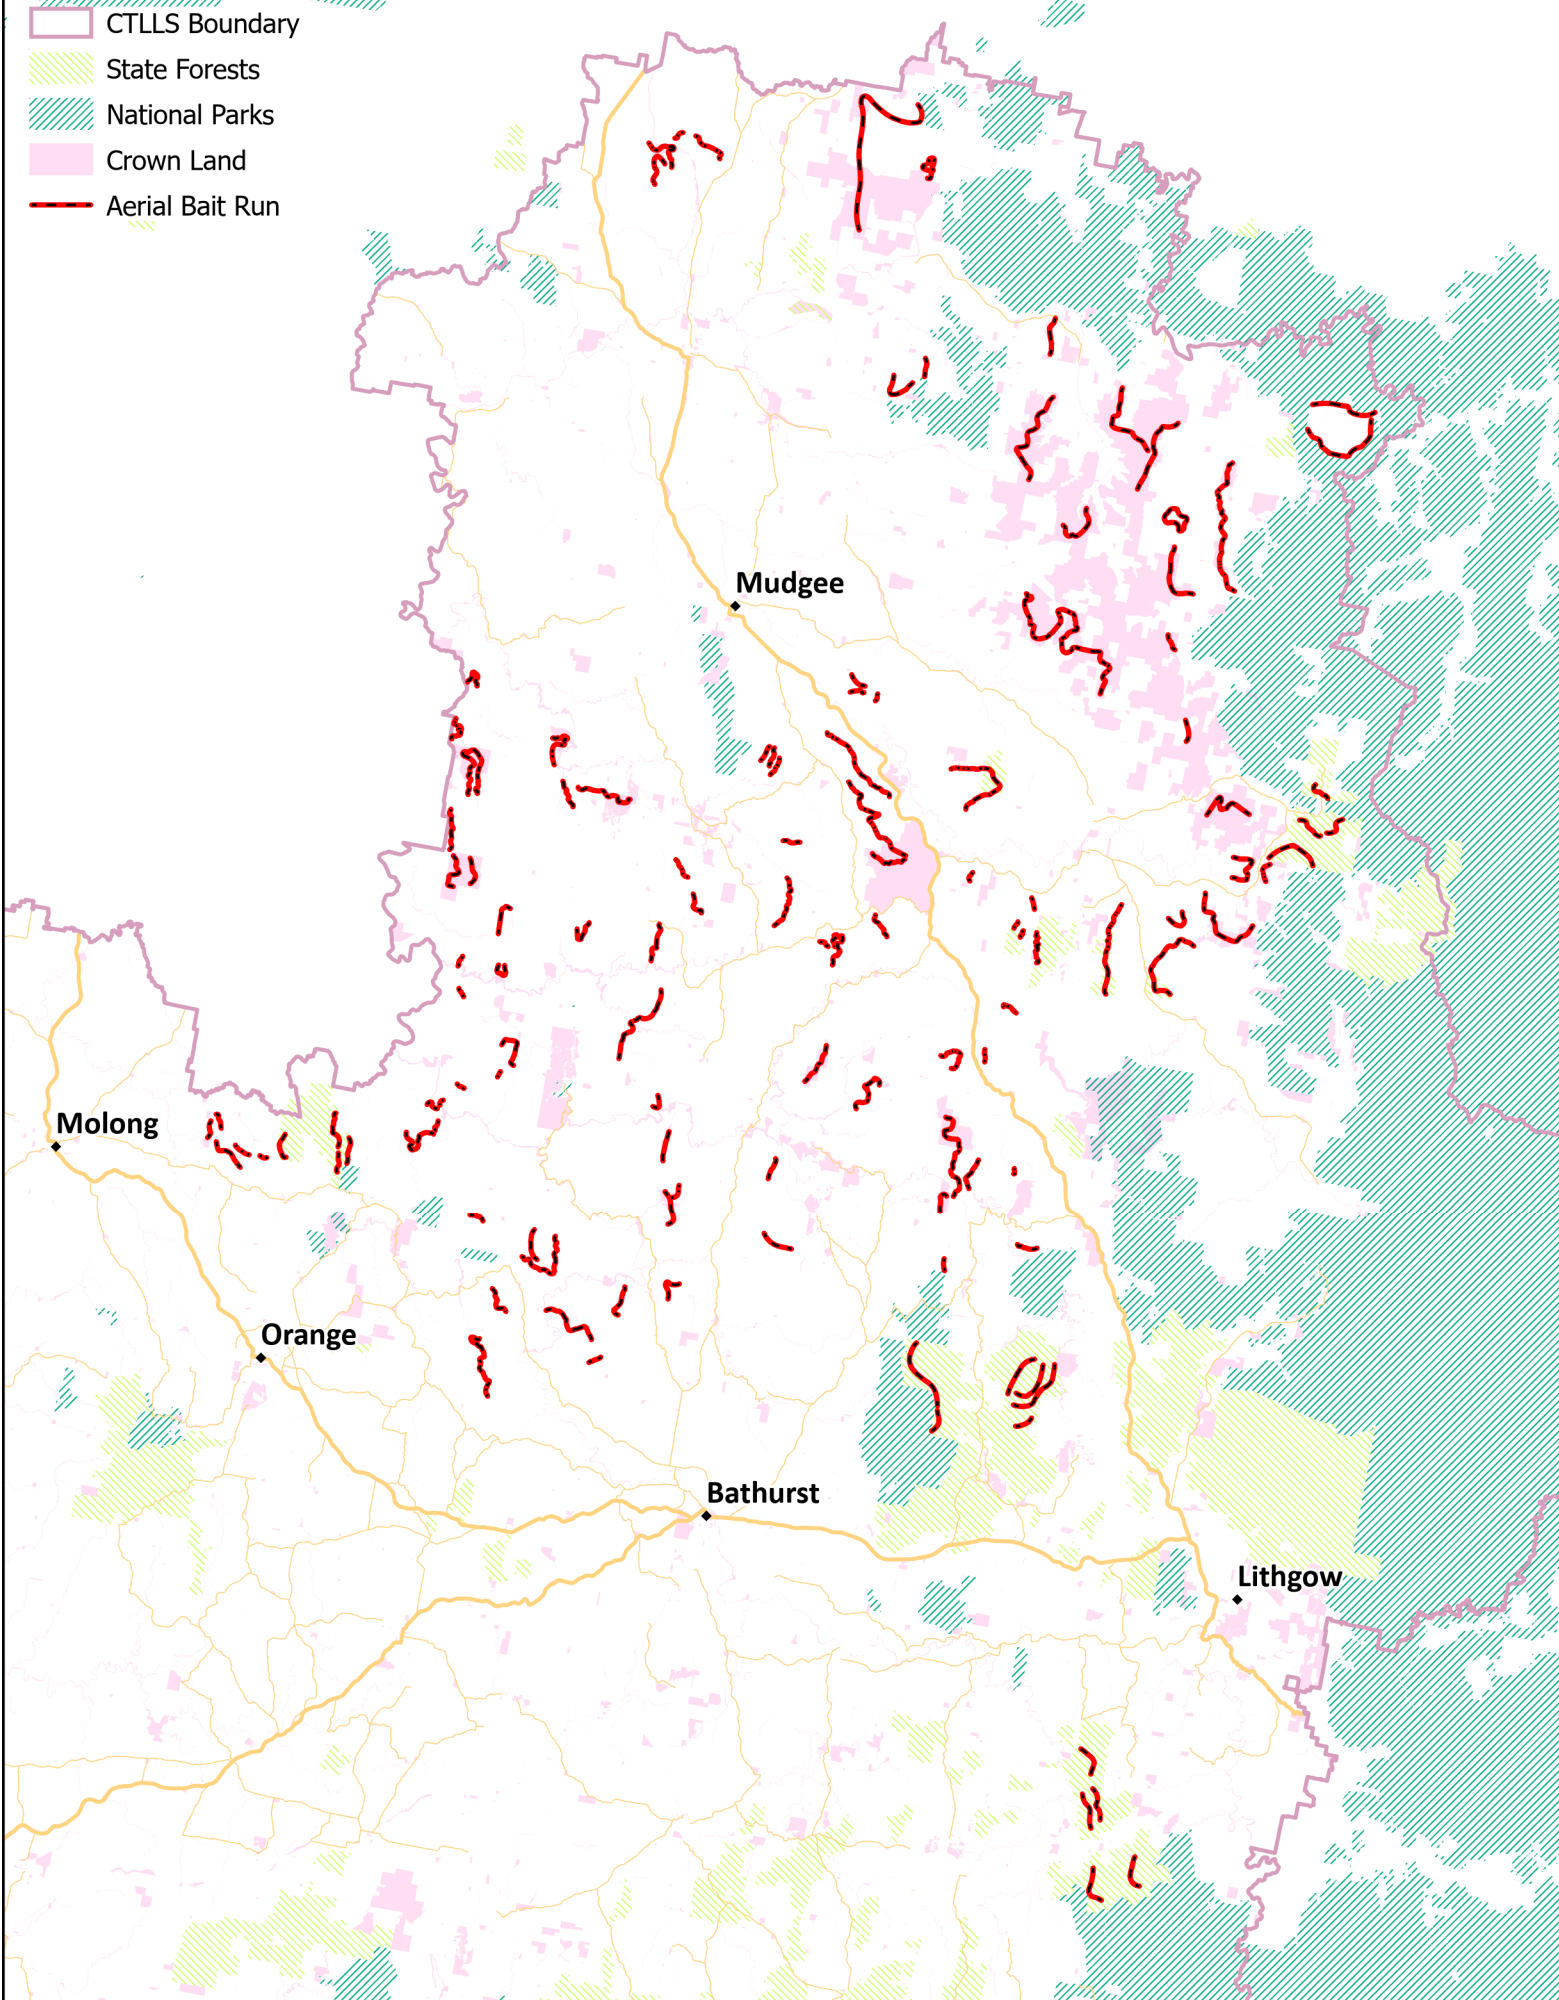 CTLLS Boundary
State Forests
National Parks
Crown Land
Aerial Bait Run
Mudgee
Molong
Orange
Bathurst
Lithgow